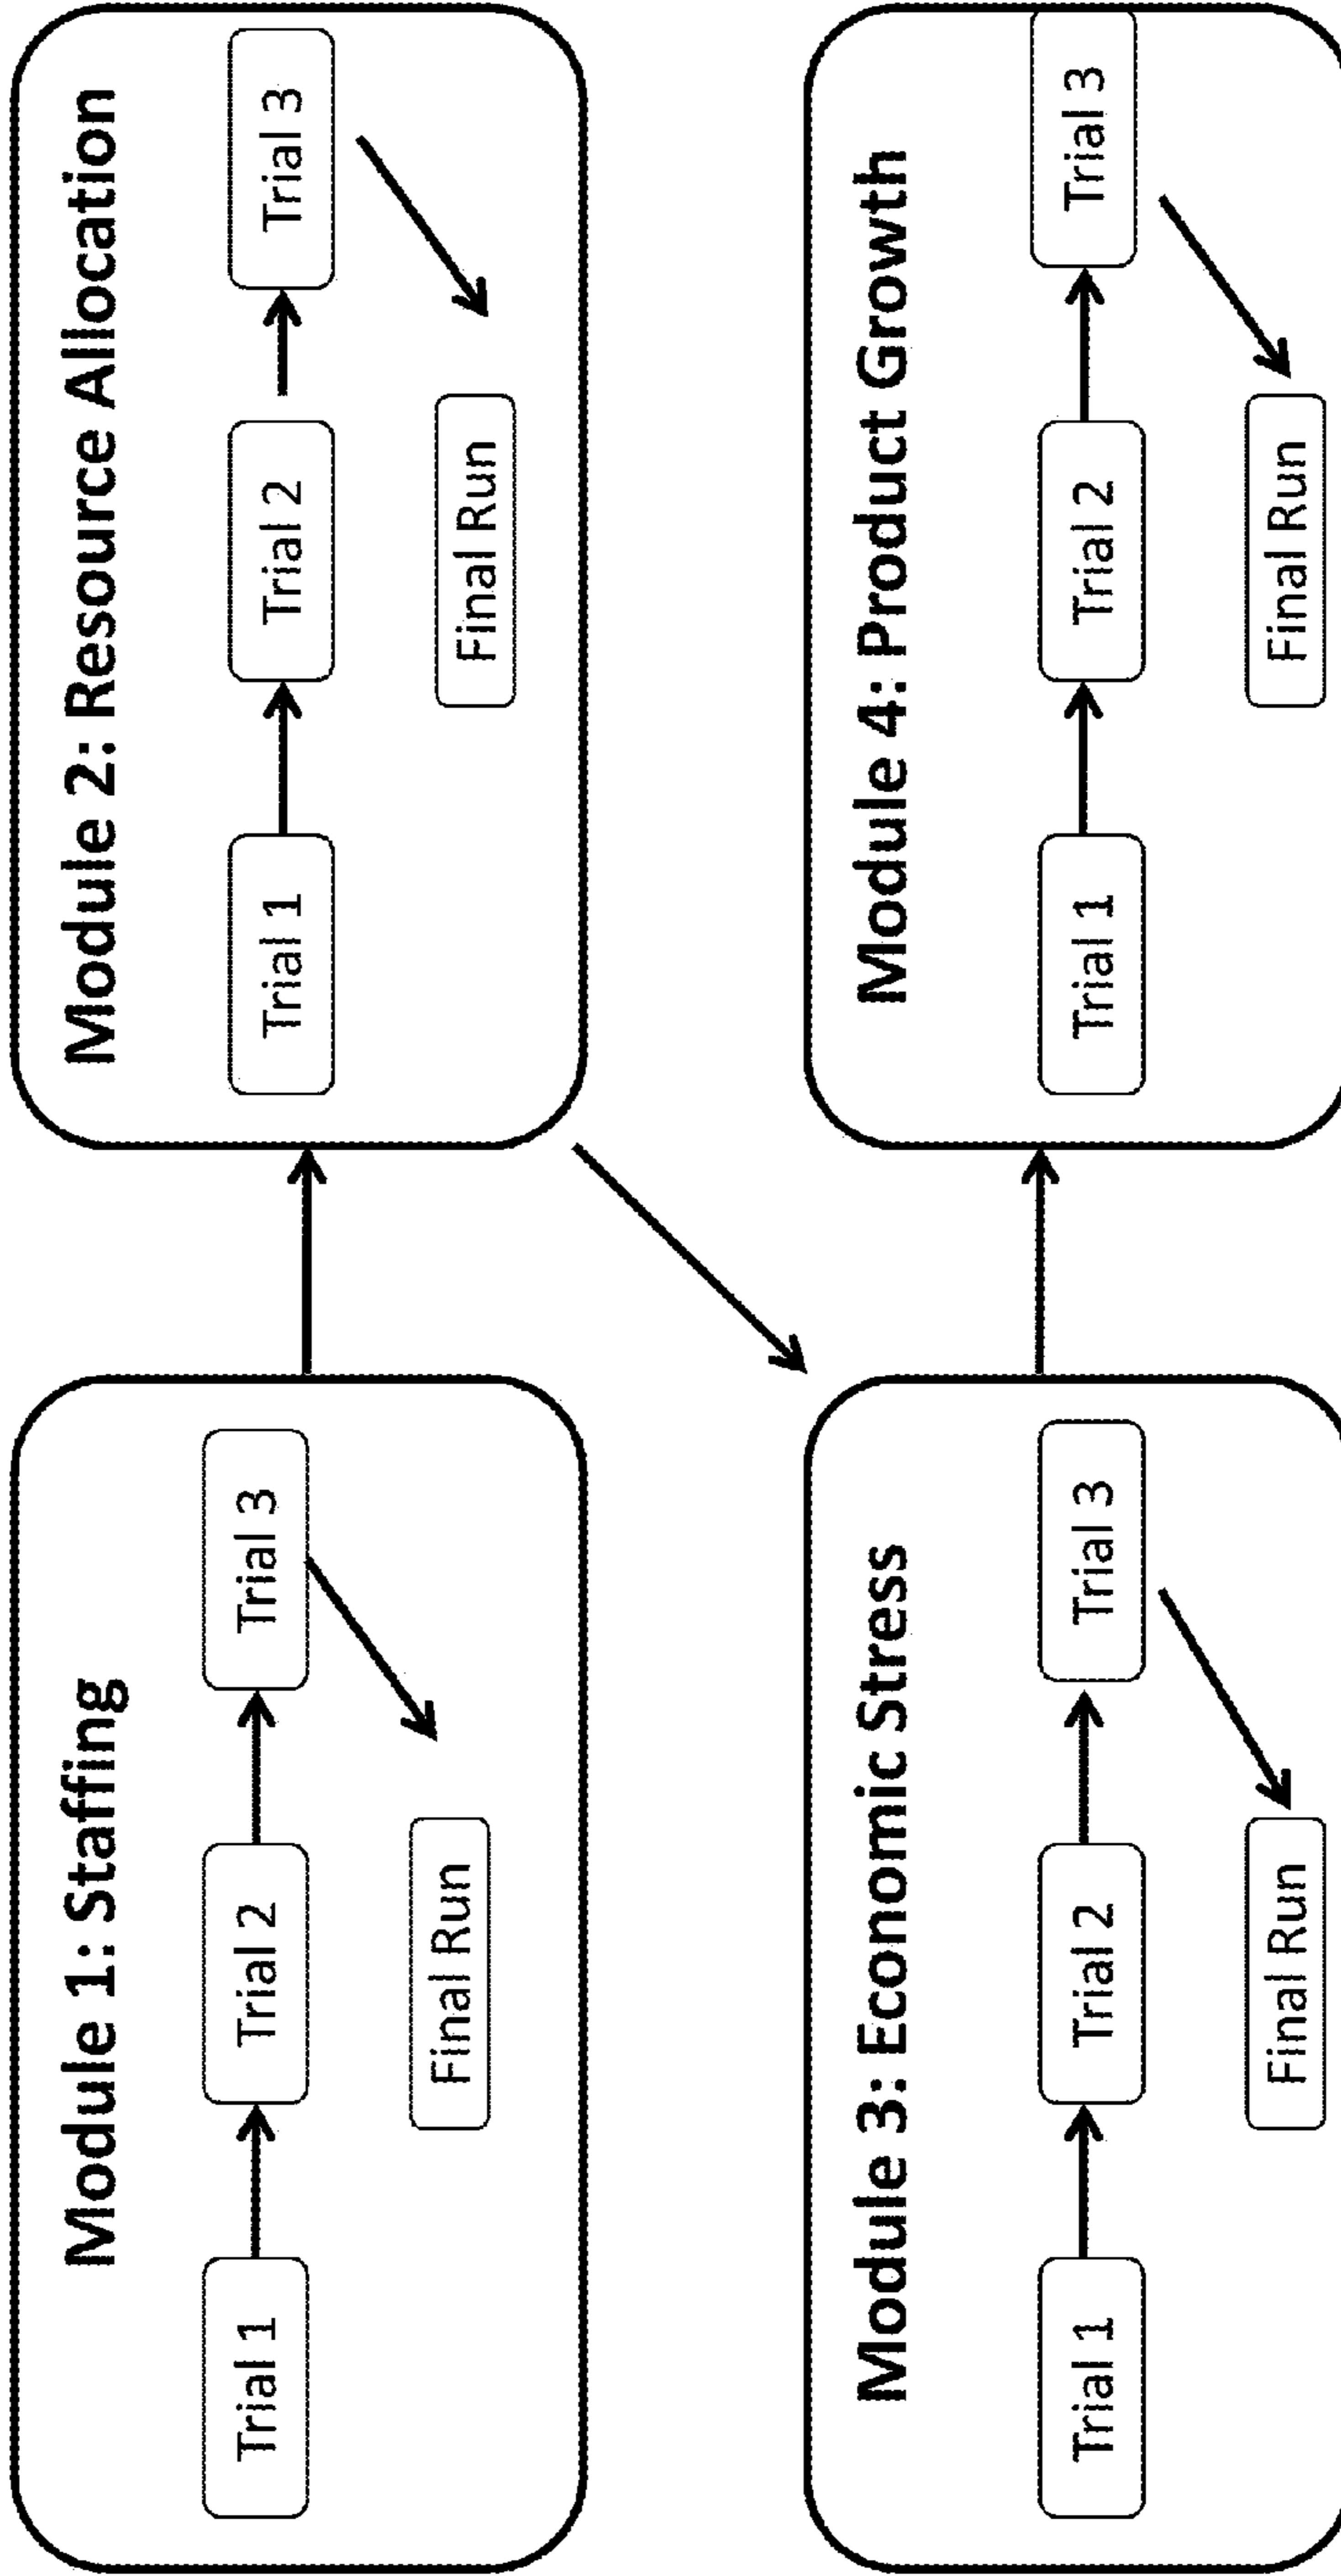 Module 1: Staffing
Trial 1
Trial 2
Trial 3
Final Run
Module 2: Resource Allocation
Trial 1
Trial 2
Trial 3
Final Run
Module 3: Economic Stress
Trial 1
Trial 2
Trial 3
Final Run
Module 4: Product Growth
Trial 1
Trial 2
Trial 3
Final Run